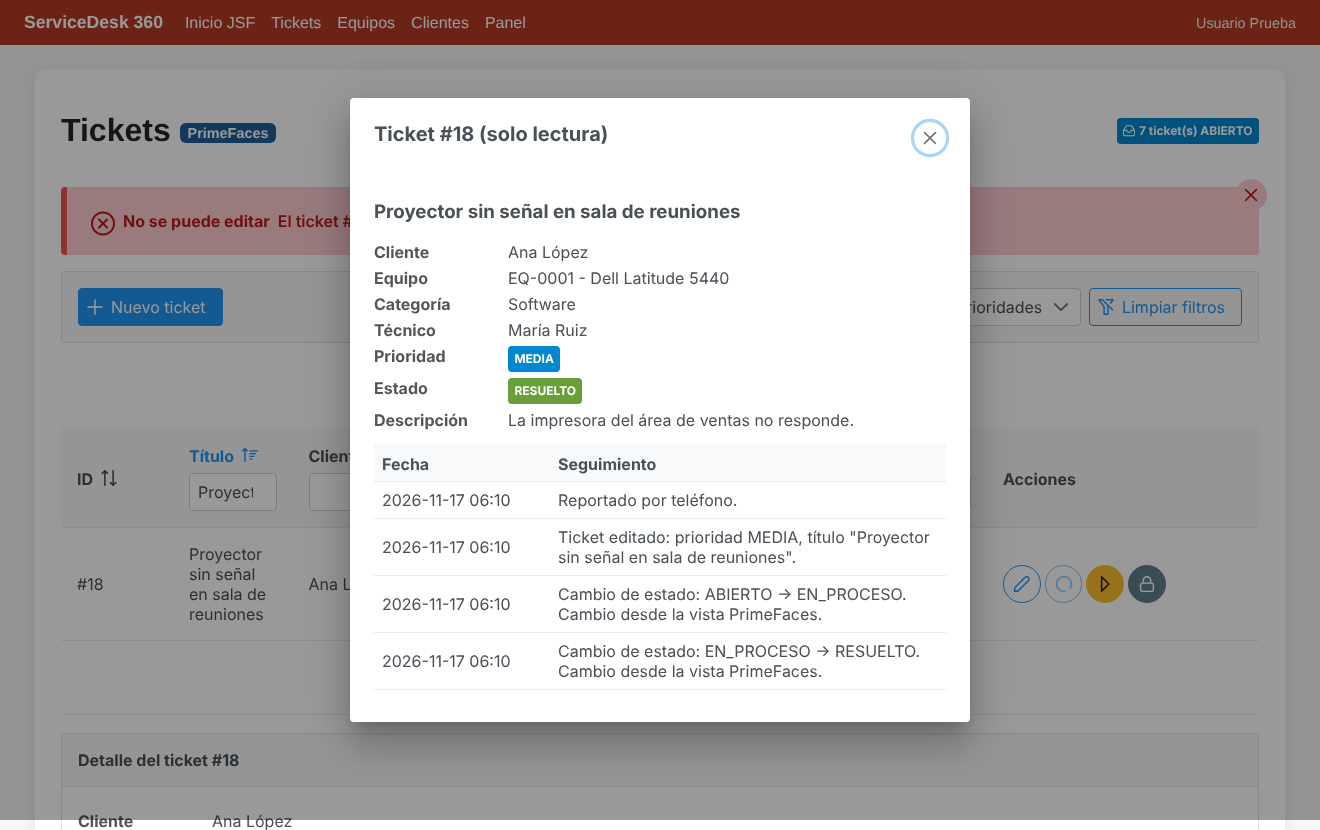 ServiceDesk 360 Inicio JSF Tickets Equipos Clientes Panel Usuario Prueba
Tickets PrimeFaces
7 ticket(s) ABIERTO
No se puede editar El ticket #
Nuevo ticket
Limpiar filtros
ID Título Acciones
Proyect
#18
Proyector
sin señal
en sala de
reuniones
Ana L
Detalle del ticket #18
Cliente Ana López
Ticket #18 (solo lectura)
Proyector sin señal en sala de reuniones
Cliente Ana López
Equipo EQ-0001 - Dell Latitude 5440
Categoría Software
Técnico María Ruiz
Prioridad MEDIA
Estado RESUELTO
Descripción La impresora del área de ventas no responde.
Fecha Seguimiento
2026-11-17 06:10 Reportado por teléfono.
2026-11-17 06:10 Ticket editado: prioridad MEDIA, título "Proyector
sin señal en sala de reuniones".
2026-11-17 06:10 Cambio de estado: ABIERTO → EN_PROCESO.
Cambio desde la vista PrimeFaces.
2026-11-17 06:10 Cambio de estado: EN_PROCESO → RESUELTO.
Cambio desde la vista PrimeFaces.